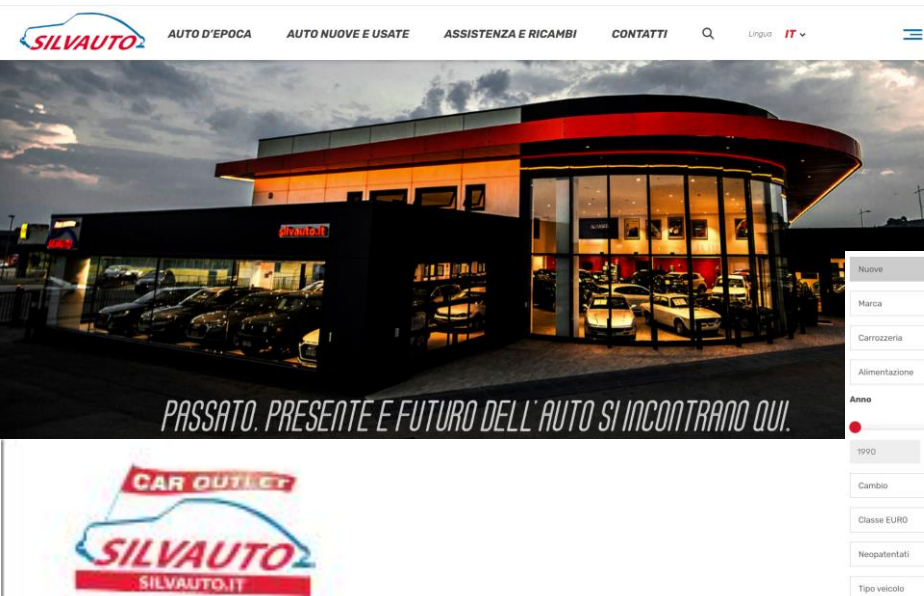 SILVAUTO
AUTO D'EPOCA
AUTO NUOVE E USATE
ASSISTENZA E RICAMBI
CONTATTI
Lingua IT
silvauto.it
PASSATO. PRESENTE E FUTURO DELL' AUTO SI INCONTRANO QUI.
Nuove
Marca
Carrozzeria
Alimentazione
Anno
1990
Cambio
Classe EURO
Neopatentati
Tipo veicolo
CAR OUTLET
SILVAUTO
SILVAUTO.IT